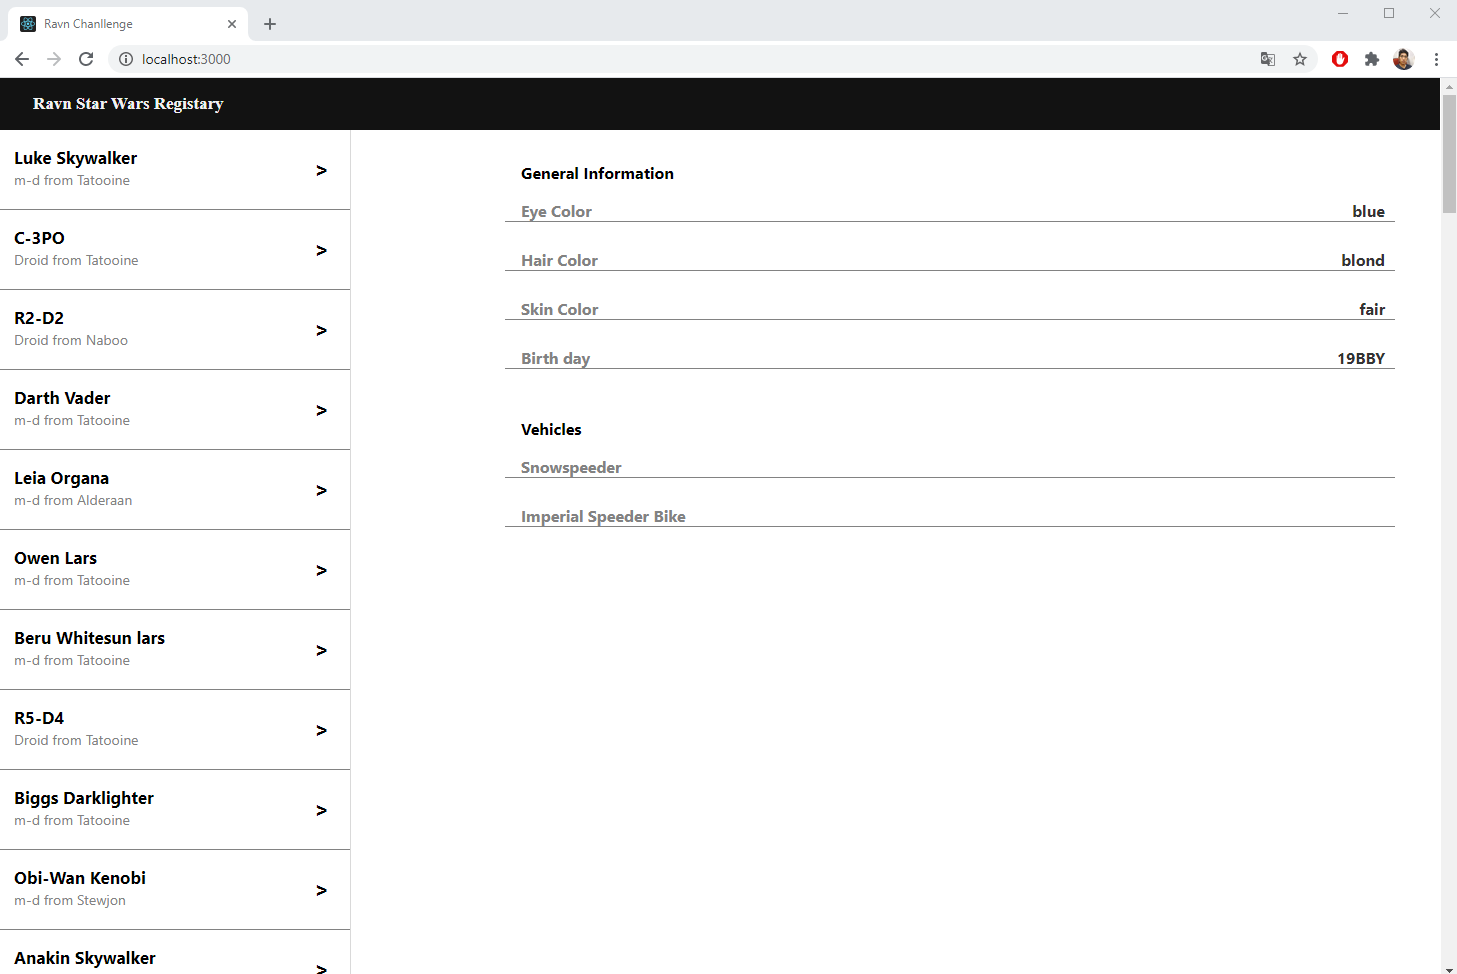 Ravn Chanllenge
localhost:3000
Ravn Star Wars Registary
Luke Skywalker
m-d from Tatooine
>
C-3PO
Droid from Tatooine
>
R2-D2
Droid from Naboo
>
Darth Vader
m-d from Tatooine
>
Leia Organa
m-d from Alderaan
>
Owen Lars
m-d from Tatooine
>
Beru Whitesun lars
m-d from Tatooine
>
R5-D4
Droid from Tatooine
>
Biggs Darklighter
m-d from Tatooine
>
Obi-Wan Kenobi
m-d from Stewjon
>
Anakin Skywalker
>
General Information
Eye Color blue
Hair Color blond
Skin Color fair
Birth day 19BBY
Vehicles
Snowspeeder
Imperial Speeder Bike